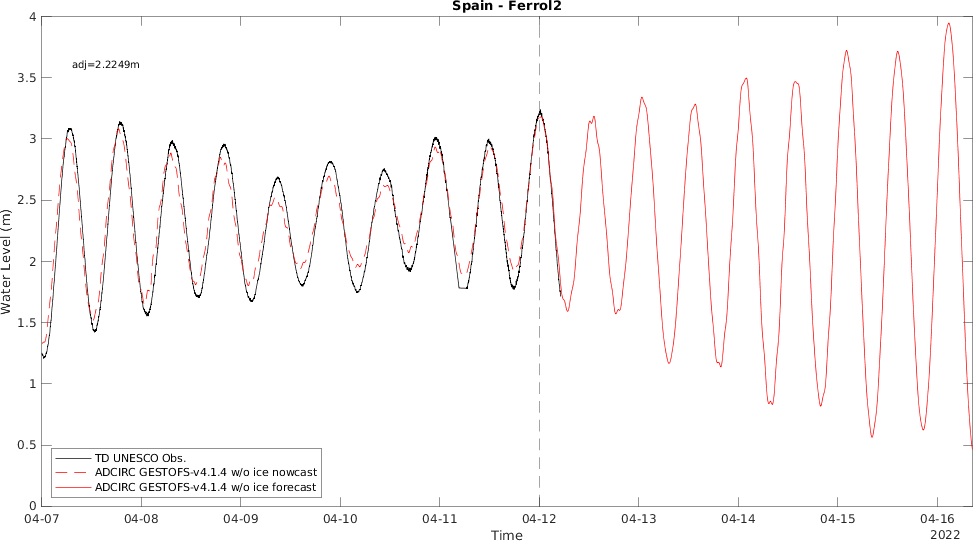 Spain - Ferrol2
adj=2.2249m
Water Level (m)
4
3.5
3
2.5
2
1.5
1
0.5
0
TD UNESCO Obs.
ADCIRC GESTOFS-v4.1.4 w/o ice nowcast
ADCIRC GESTOFS-v4.1.4 w/o ice forecast
04-07 04-08 04-09 04-10 04-11 04-12 04-13 04-14 04-15 04-16
Time
2022